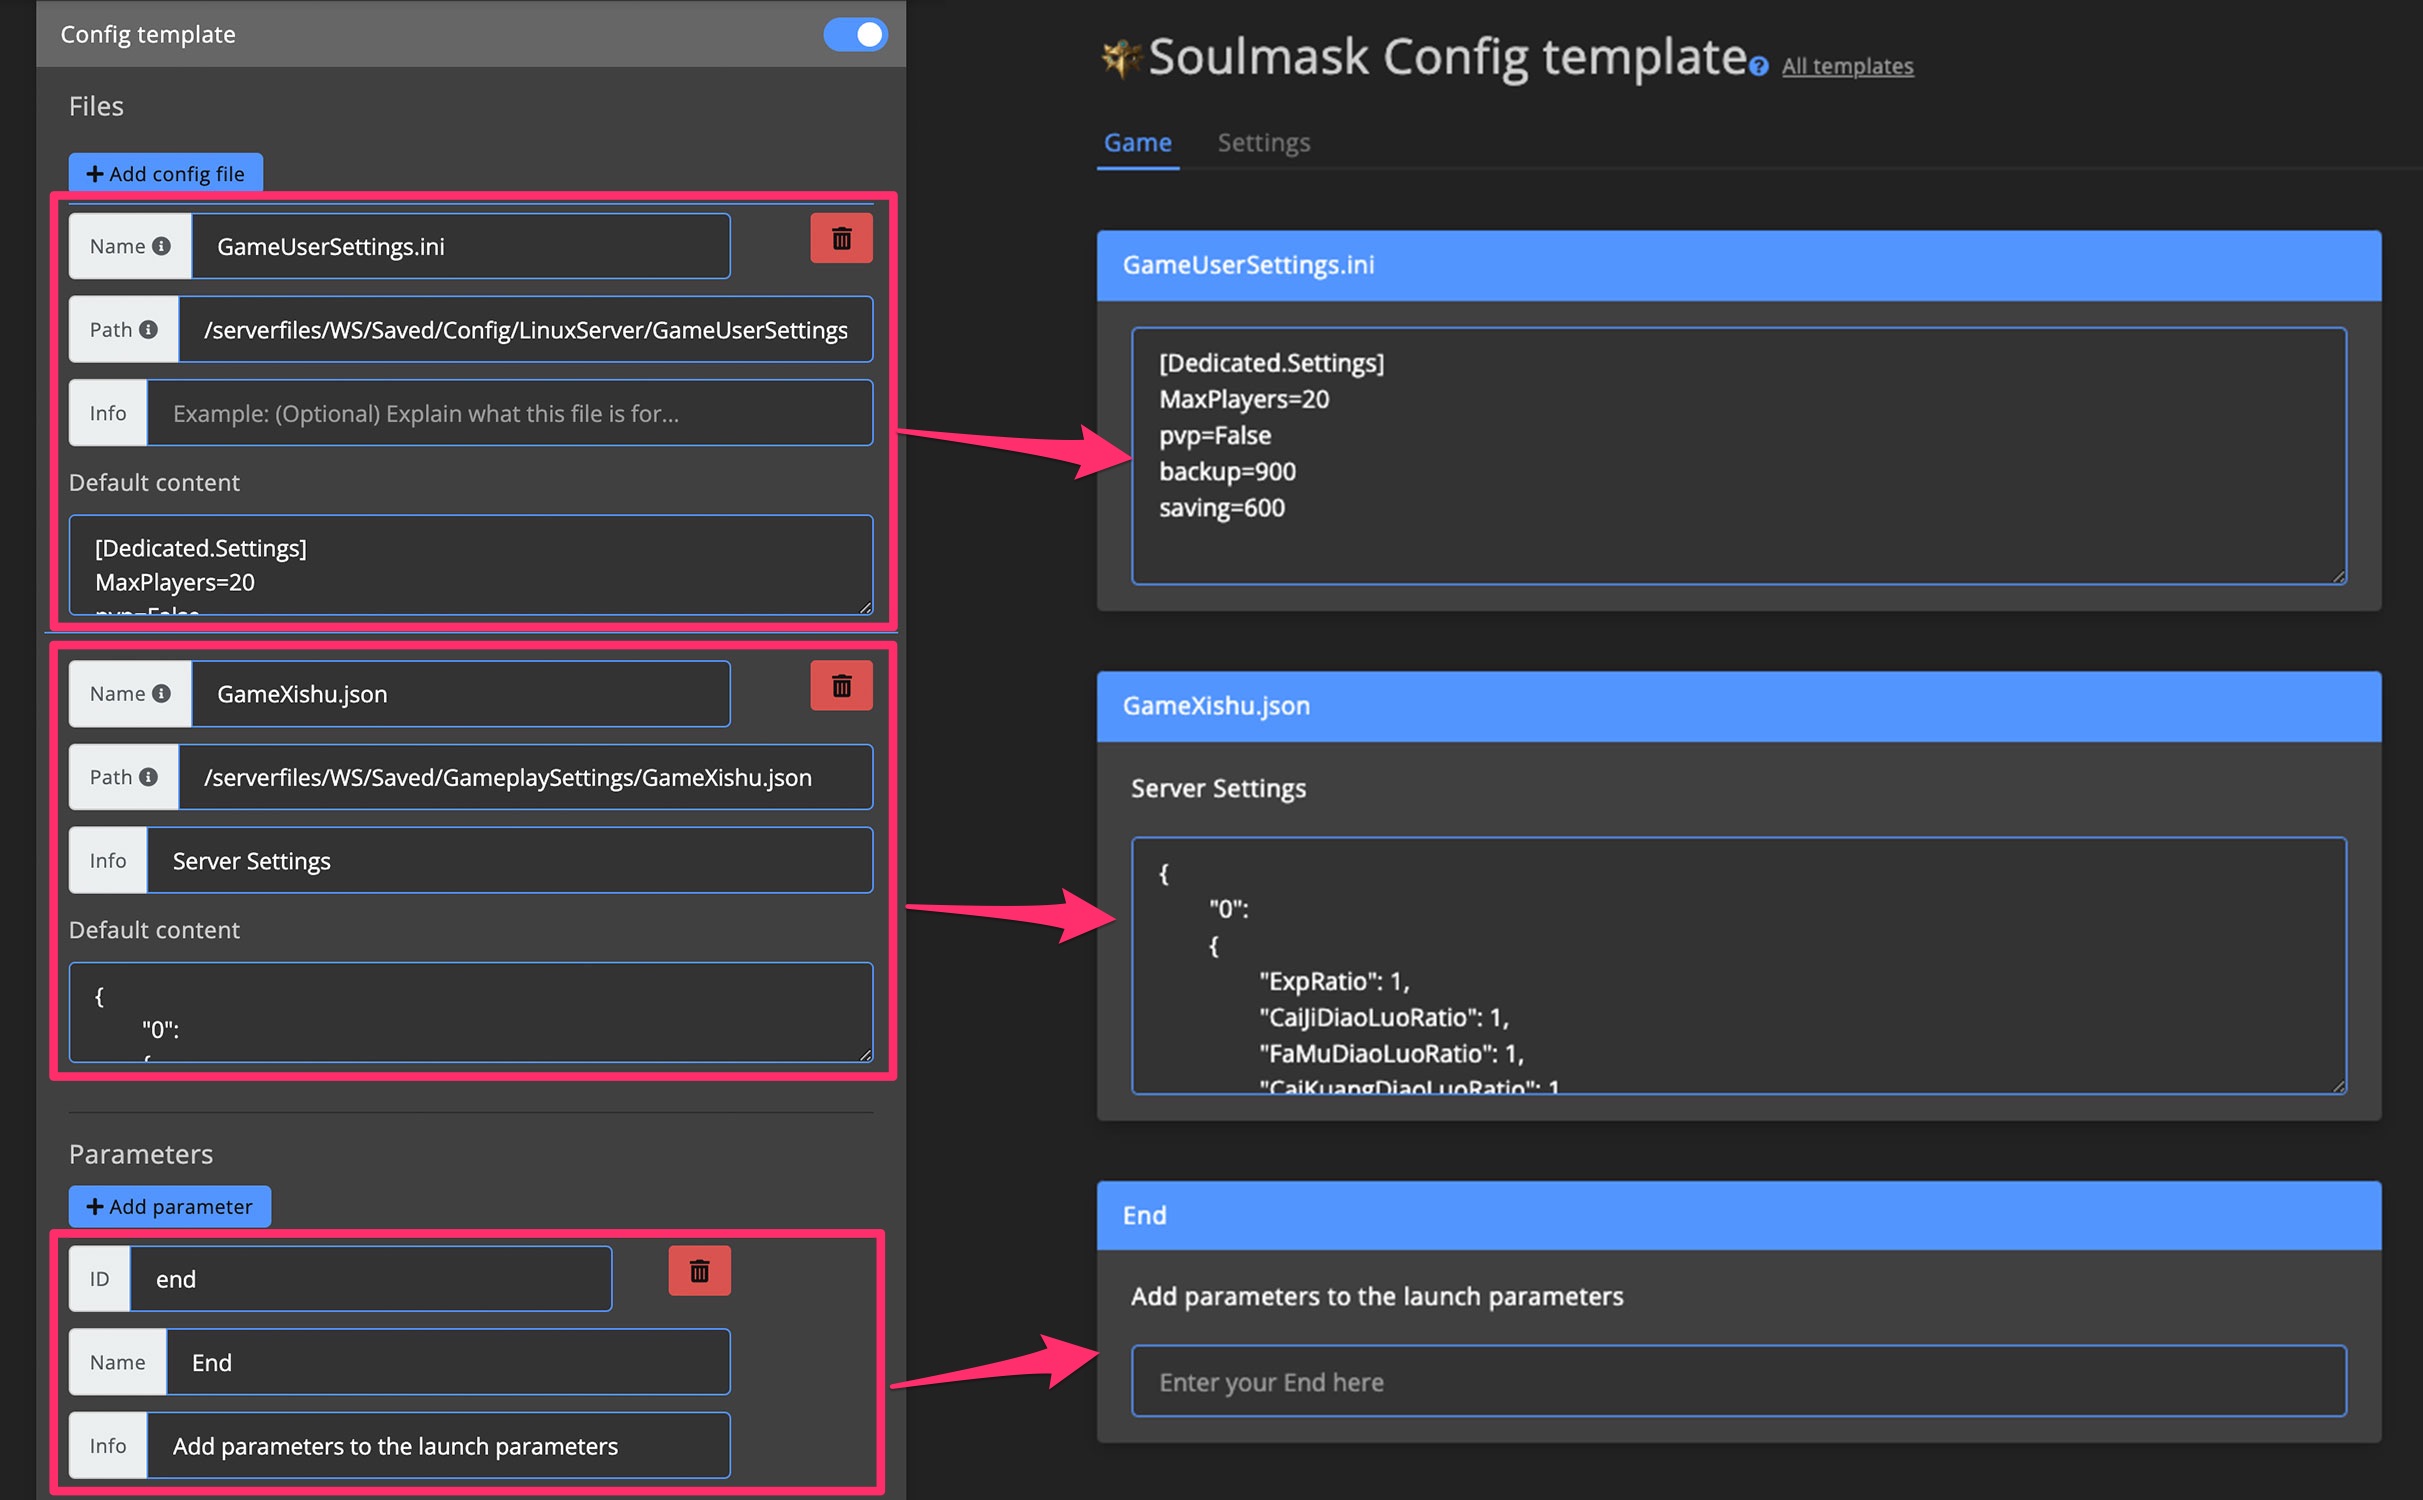 Config template
Files
+ Add config file
Name GameUserSettings.ini
Path /serverfiles/WS/Saved/Config/LinuxServer/GameUserSettings
Info Example: (Optional) Explain what this file is for...
Default content
[Dedicated.Settings]
MaxPlayers=20
pvp=False
Name GameXishu.json
Path /serverfiles/WS/Saved/GameplaySettings/GameXishu.json
Info Server Settings
Default content
{
"0":
{
Parameters
+ Add parameter
ID end
Name End
Info Add parameters to the launch parameters
Soulmask Config template ? All templates
Game Settings
GameUserSettings.ini
[Dedicated.Settings]
MaxPlayers=20
pvp=False
backup=900
saving=600
GameXishu.json
Server Settings
{
"0":
{
"ExpRatio": 1,
"CaiJiDiaoLuoRatio": 1,
"FaMuDiaoLuoRatio": 1,
"CaiKuangDiaoLuoRatio": 1
End
Add parameters to the launch parameters
Enter your End here